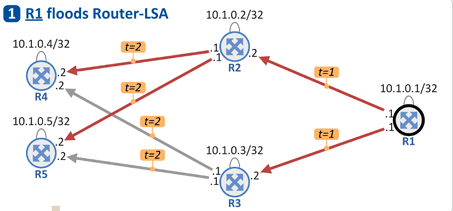 1 R1 floods Router-LSA
10.1.0.2/32
10.1.0.4/32
t=2
.1
.1
.2
R2
.2
.2
R4
t=2
t=1
10.1.0.1/32
10.1.0.5/32
t=2
.1
.1
R1
.2
.2
R5
t=2
10.1.0.3/32
t=1
.1
.1
.2
R3